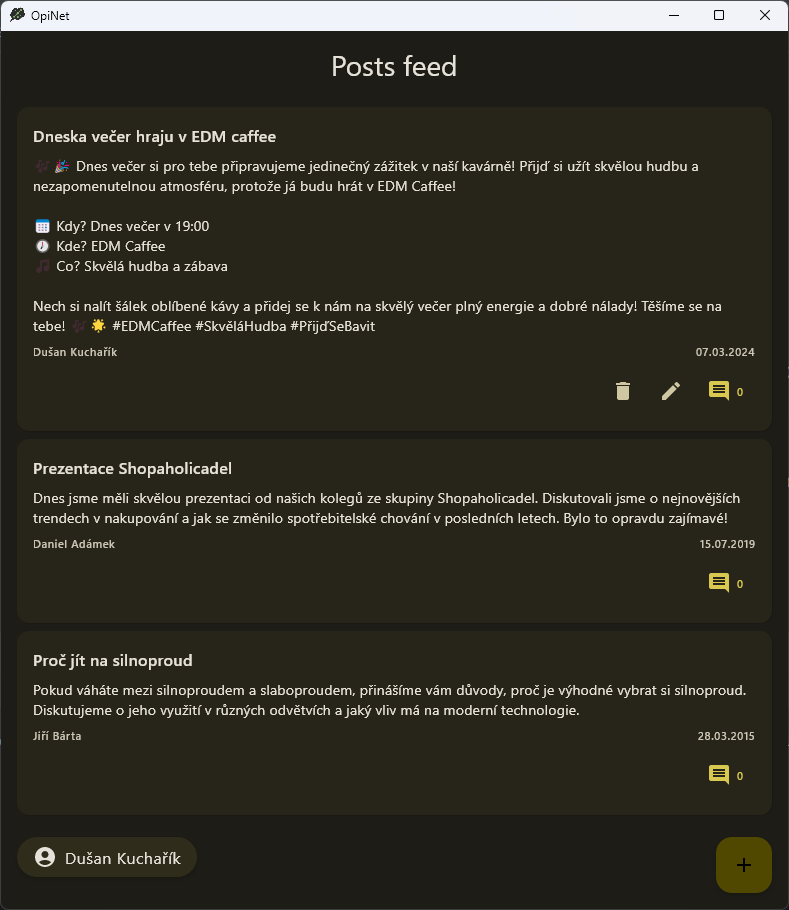 OpiNet
Posts feed
Dneska večer hraju v EDM caffee
🎶 🎉 Dnes večer si pro tebe připravujeme jedinečný zážitek v naší kavárně! Přijď si užít skvělou hudbu a
nezapomenutelnou atmosféru, protože já budu hrát v EDM Caffee!
📅 Kdy? Dnes večer v 19:00
🕖 Kde? EDM Caffee
🎵 Co? Skvělá hudba a zábava
Nech si nalít šálek oblíbené kávy a přidej se k nám na skvělý večer plný energie a dobré nálady! Těšíme se na
tebe! 🎶 🌟 #EDMCaffee #SkvěláHudba #PřijďSeBavit
Dušan Kuchařík 07.03.2024
0
Prezentace Shopaholicadel
Dnes jsme měli skvělou prezentaci od našich kolegů ze skupiny Shopaholicadel. Diskutovali jsme o nejnovějších
trendech v nakupování a jak se změnilo spotřebitelské chování v posledních letech. Bylo to opravdu zajímavé!
Daniel Adámek 15.07.2019
0
Proč jít na silnoproud
Pokud váháte mezi silnoproudem a slaboproudem, přinášíme vám důvody, proč je výhodné vybrat si silnoproud.
Diskutujeme o jeho využití v různých odvětvích a jaký vliv má na moderní technologie.
Jiří Bárta 28.03.2015
0
Dušan Kuchařík